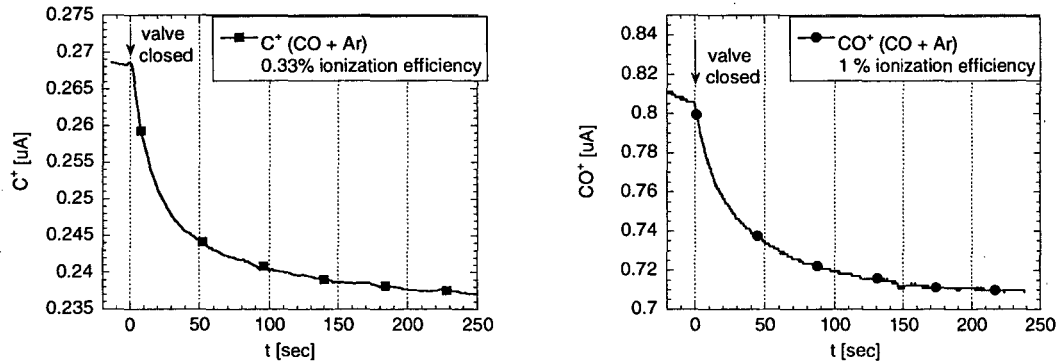 C+ [uA]
0.275
0.27
0.265
0.26
0.255
0.25
0.245
0.24
0.235
valve
closed
C+ (CO + Ar)
0.33% ionization efficiency
0 50 100 150 200 250
t [sec]
CO+ [uA]
0.84
0.82
0.8
0.78
0.76
0.74
0.72
0.7
valve
closed
CO+ (CO + Ar)
1 % ionization efficiency
0 50 100 150 200 250
t [sec]